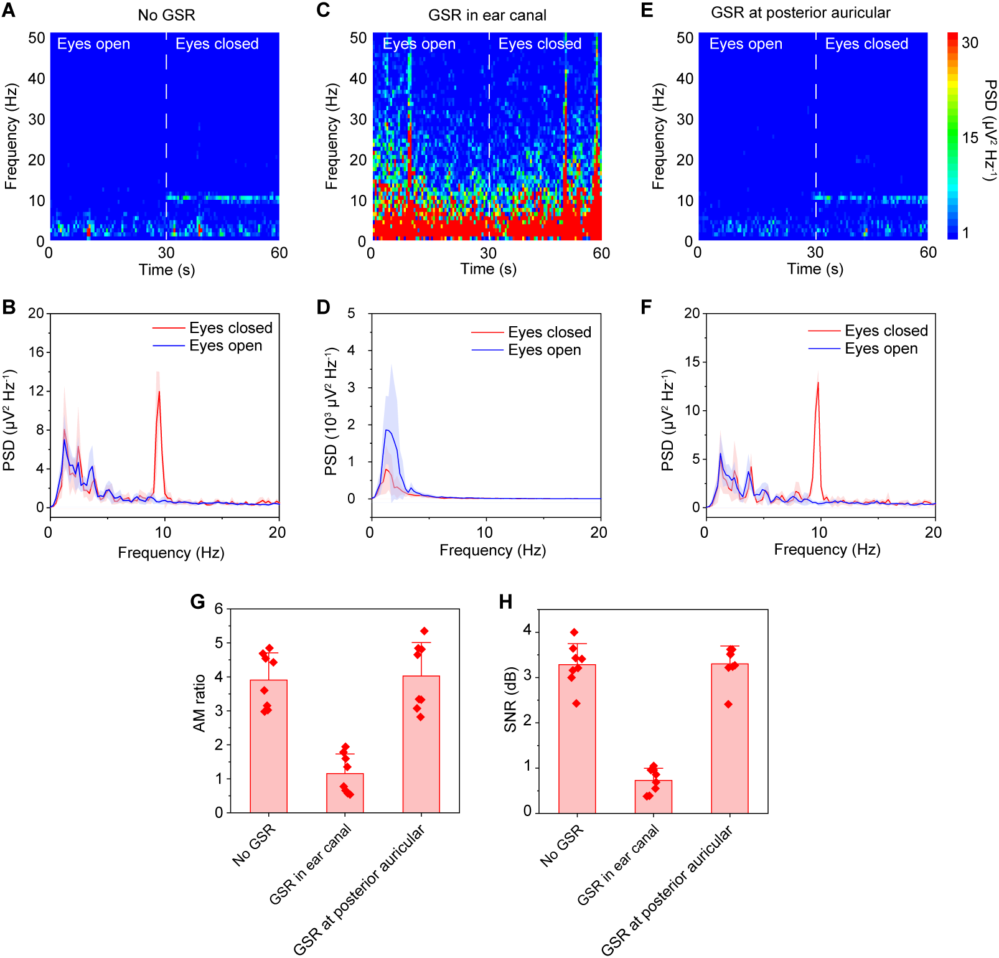 A
No GSR
C
GSR in ear canal
E
GSR at posterior auricular
Eyes open
Eyes closed
50
40
30
20
10
0
Frequency (Hz)
0
30
60
Time (s)
Eyes open
Eyes closed
50
40
30
20
10
0
Frequency (Hz)
0
30
60
Time (s)
Eyes open
Eyes closed
50
40
30
20
10
0
Frequency (Hz)
0
30
60
Time (s)
30
15
1
PSD (µV² Hz⁻¹)
B
20
16
12
8
4
0
PSD (µV² Hz⁻¹)
Eyes closed
Eyes open
0
10
20
Frequency (Hz)
D
5
4
3
2
1
0
PSD (10³ µV² Hz⁻¹)
Eyes closed
Eyes open
0
10
20
Frequency (Hz)
F
20
15
10
5
0
PSD (µV² Hz⁻¹)
Eyes closed
Eyes open
0
10
20
Frequency (Hz)
G
6
5
4
3
2
1
0
AM ratio
No GSR
GSR in ear canal
GSR at posterior auricular
H
4
3
2
1
0
SNR (dB)
No GSR
GSR in ear canal
GSR at posterior auricular